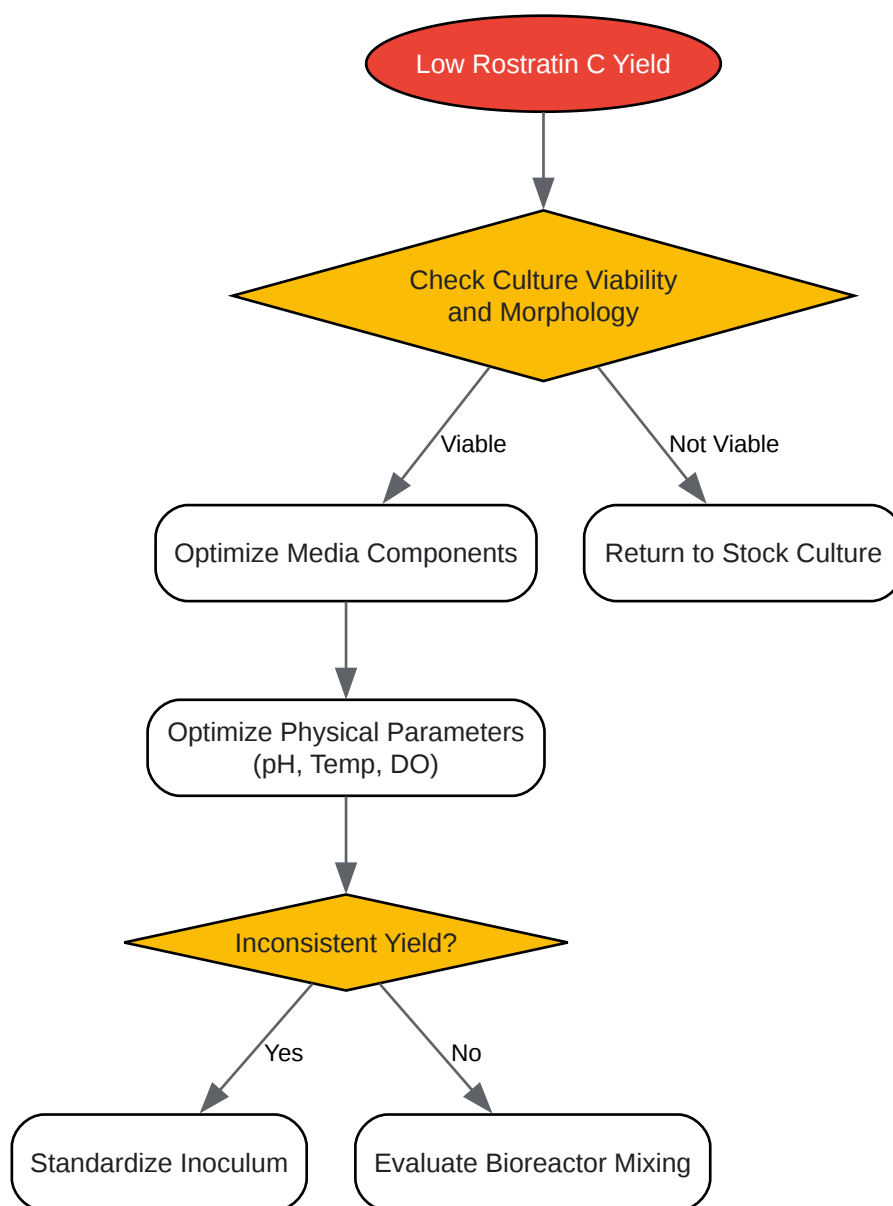 Low Rostratin C Yield
Check Culture Viability
and Morphology
Viable
Not Viable
Optimize Media Components
Return to Stock Culture
Optimize Physical Parameters
(pH, Temp, DO)
Inconsistent Yield?
Yes
No
Standardize Inoculum
Evaluate Bioreactor Mixing